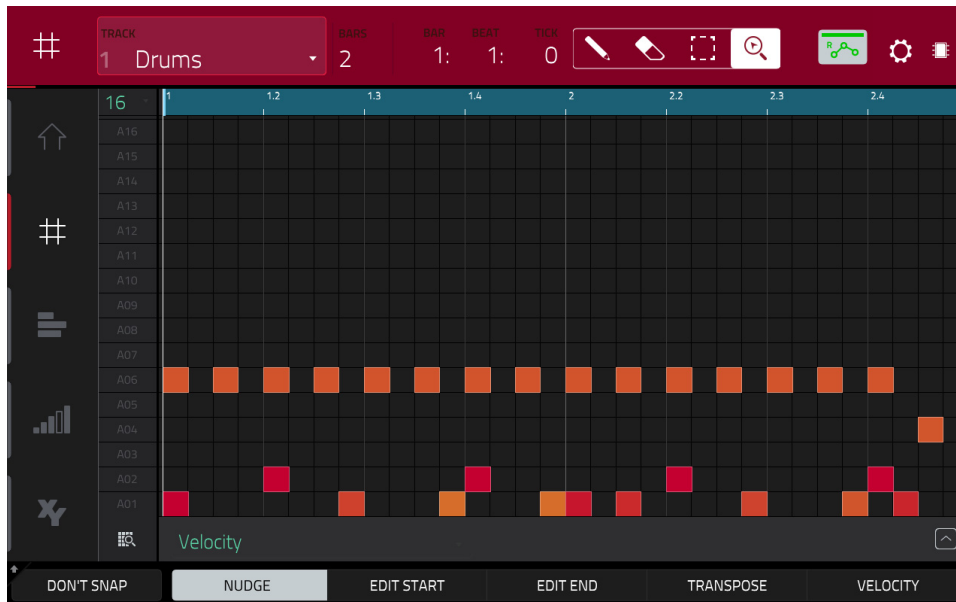 TRACK BARS BAR BEAT TICK
1 Drums 2 1: 1: 0 R
16 1 1.2 1.3 1.4 2 2.2 2.3 2.4
A16
A15
A14
A13
A12
A11
A10
A09
A08
A07
A06
A05
A04
A03
A02
A01
XY
Velocity
DON'T SNAP NUDGE EDIT START EDIT END TRANSPOSE VELOCITY